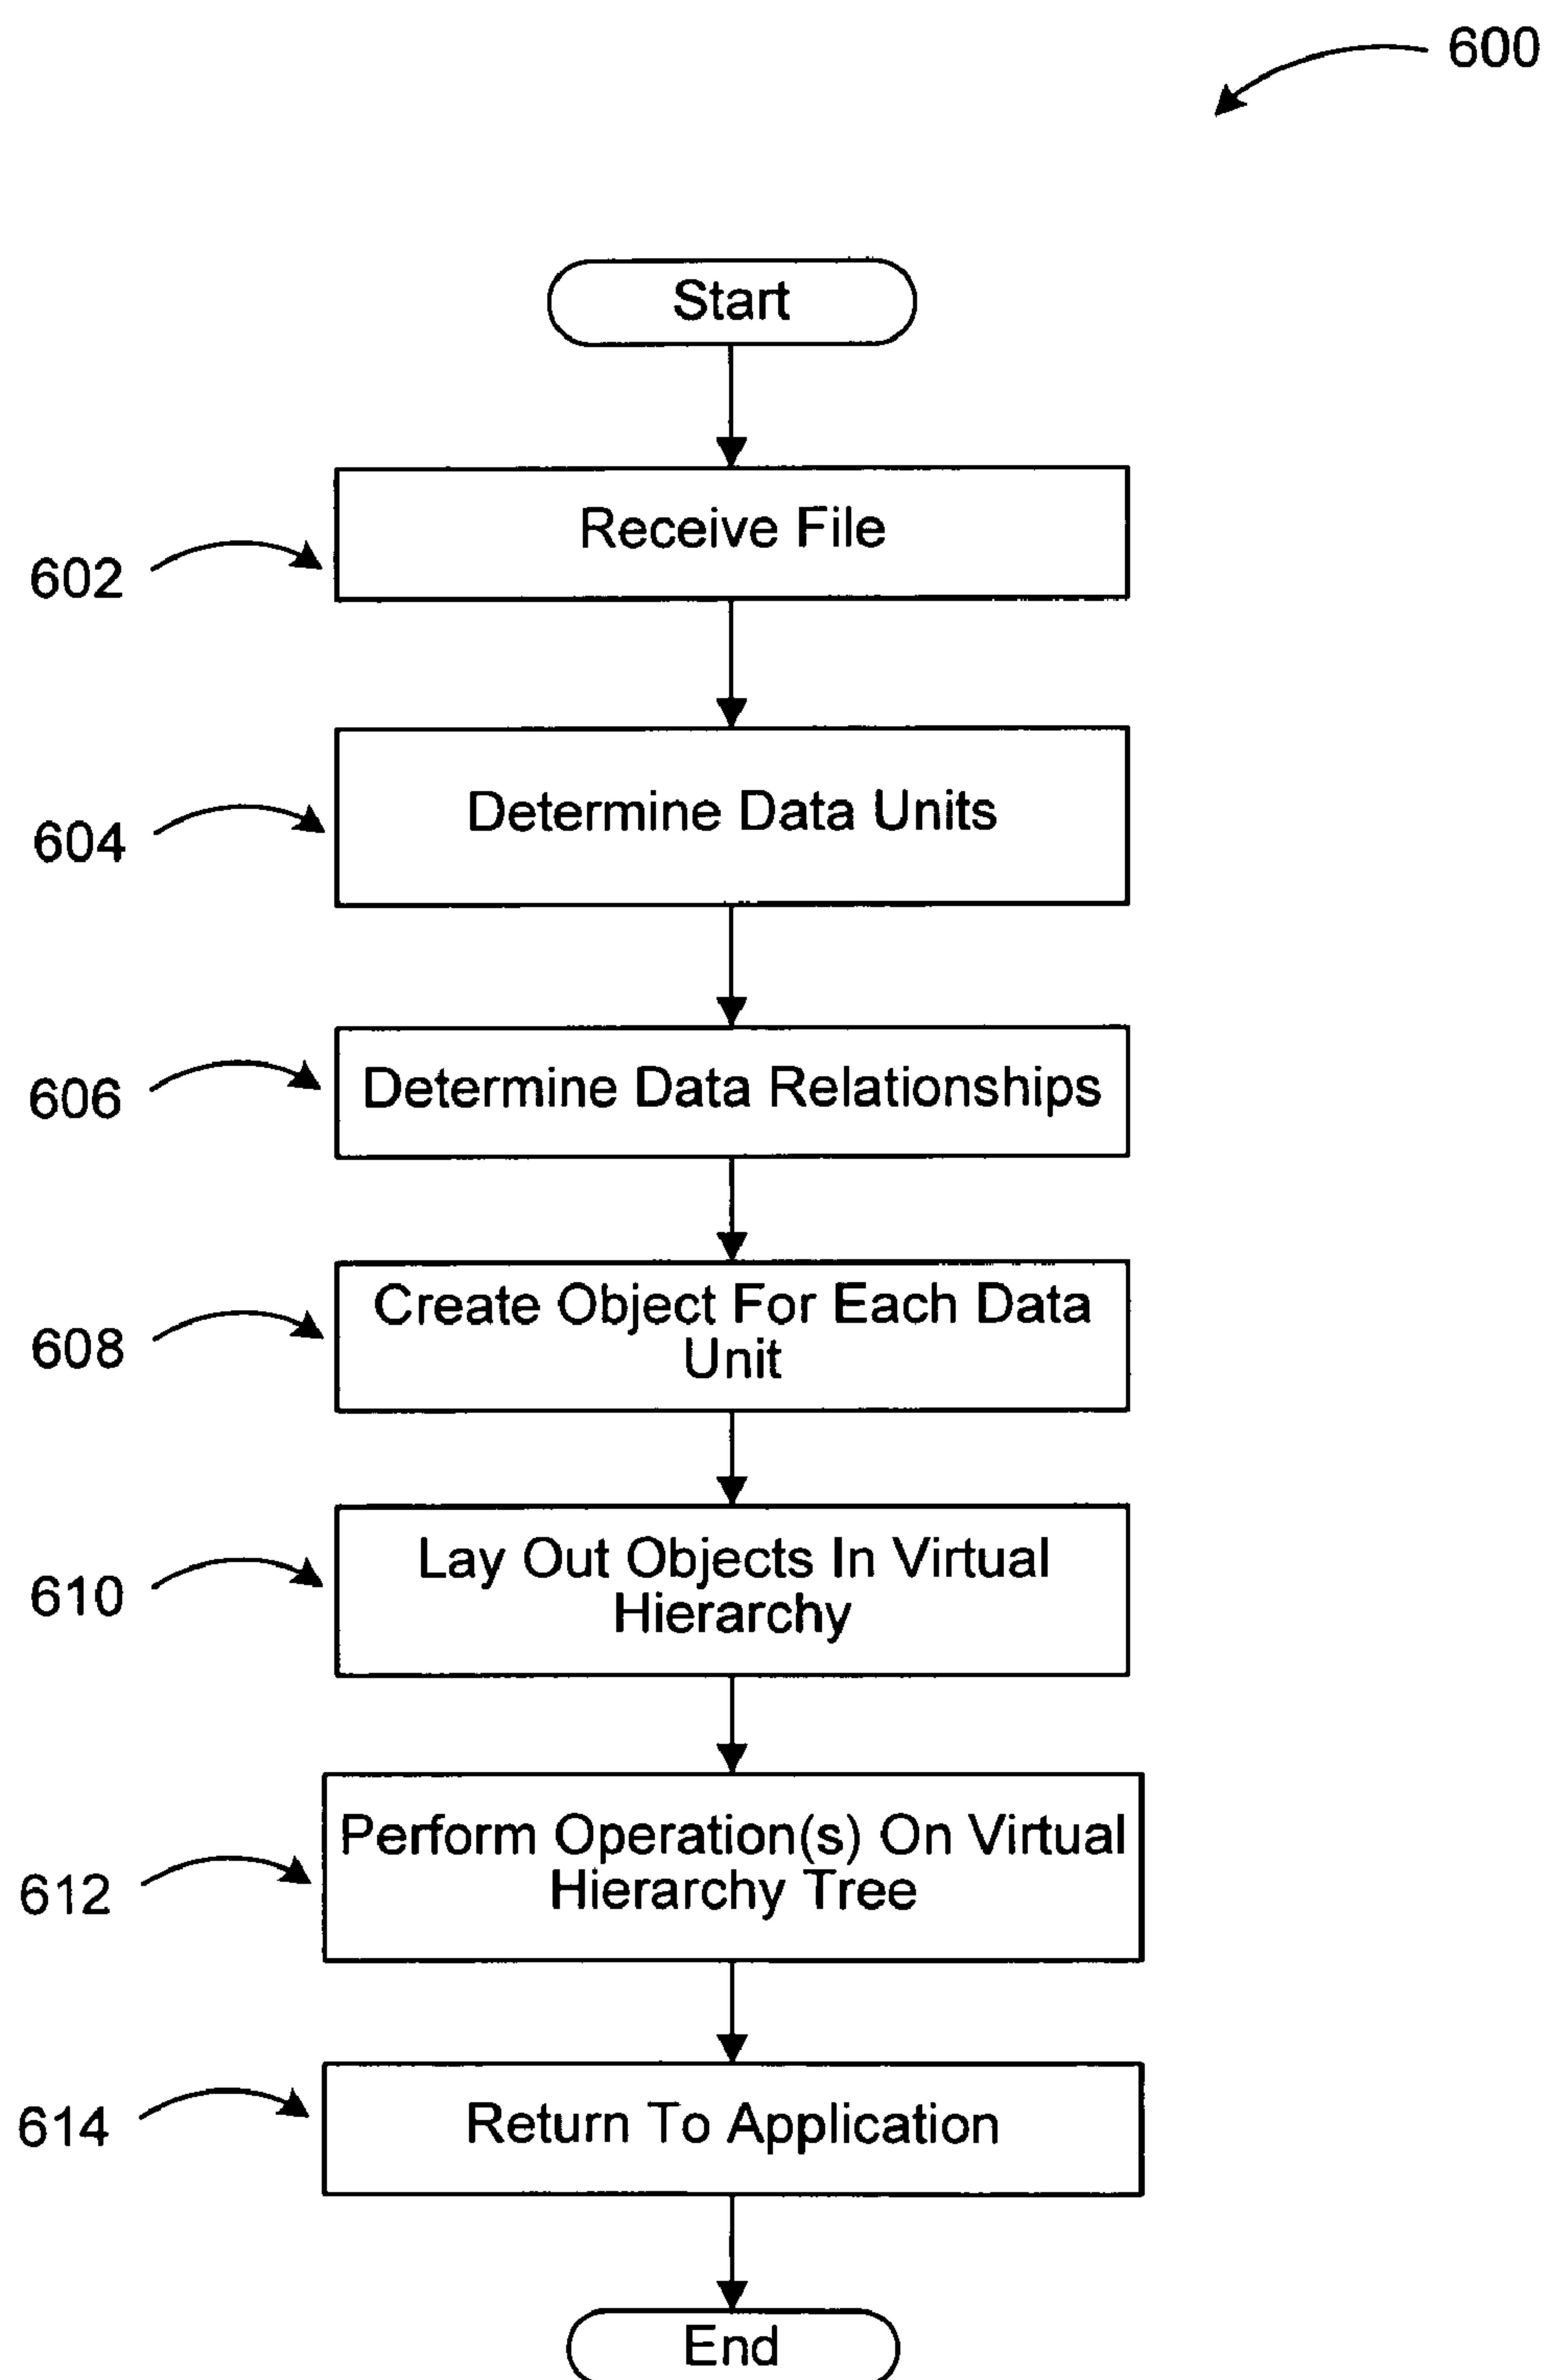 600
Start
Receive File
602
Determine Data Units
604
Determine Data Relationships
606
Create Object For Each Data
Unit
608
Lay Out Objects In Virtual
Hierarchy
610
Perform Operation(s) On Virtual
Hierarchy Tree
612
Return To Application
614
End